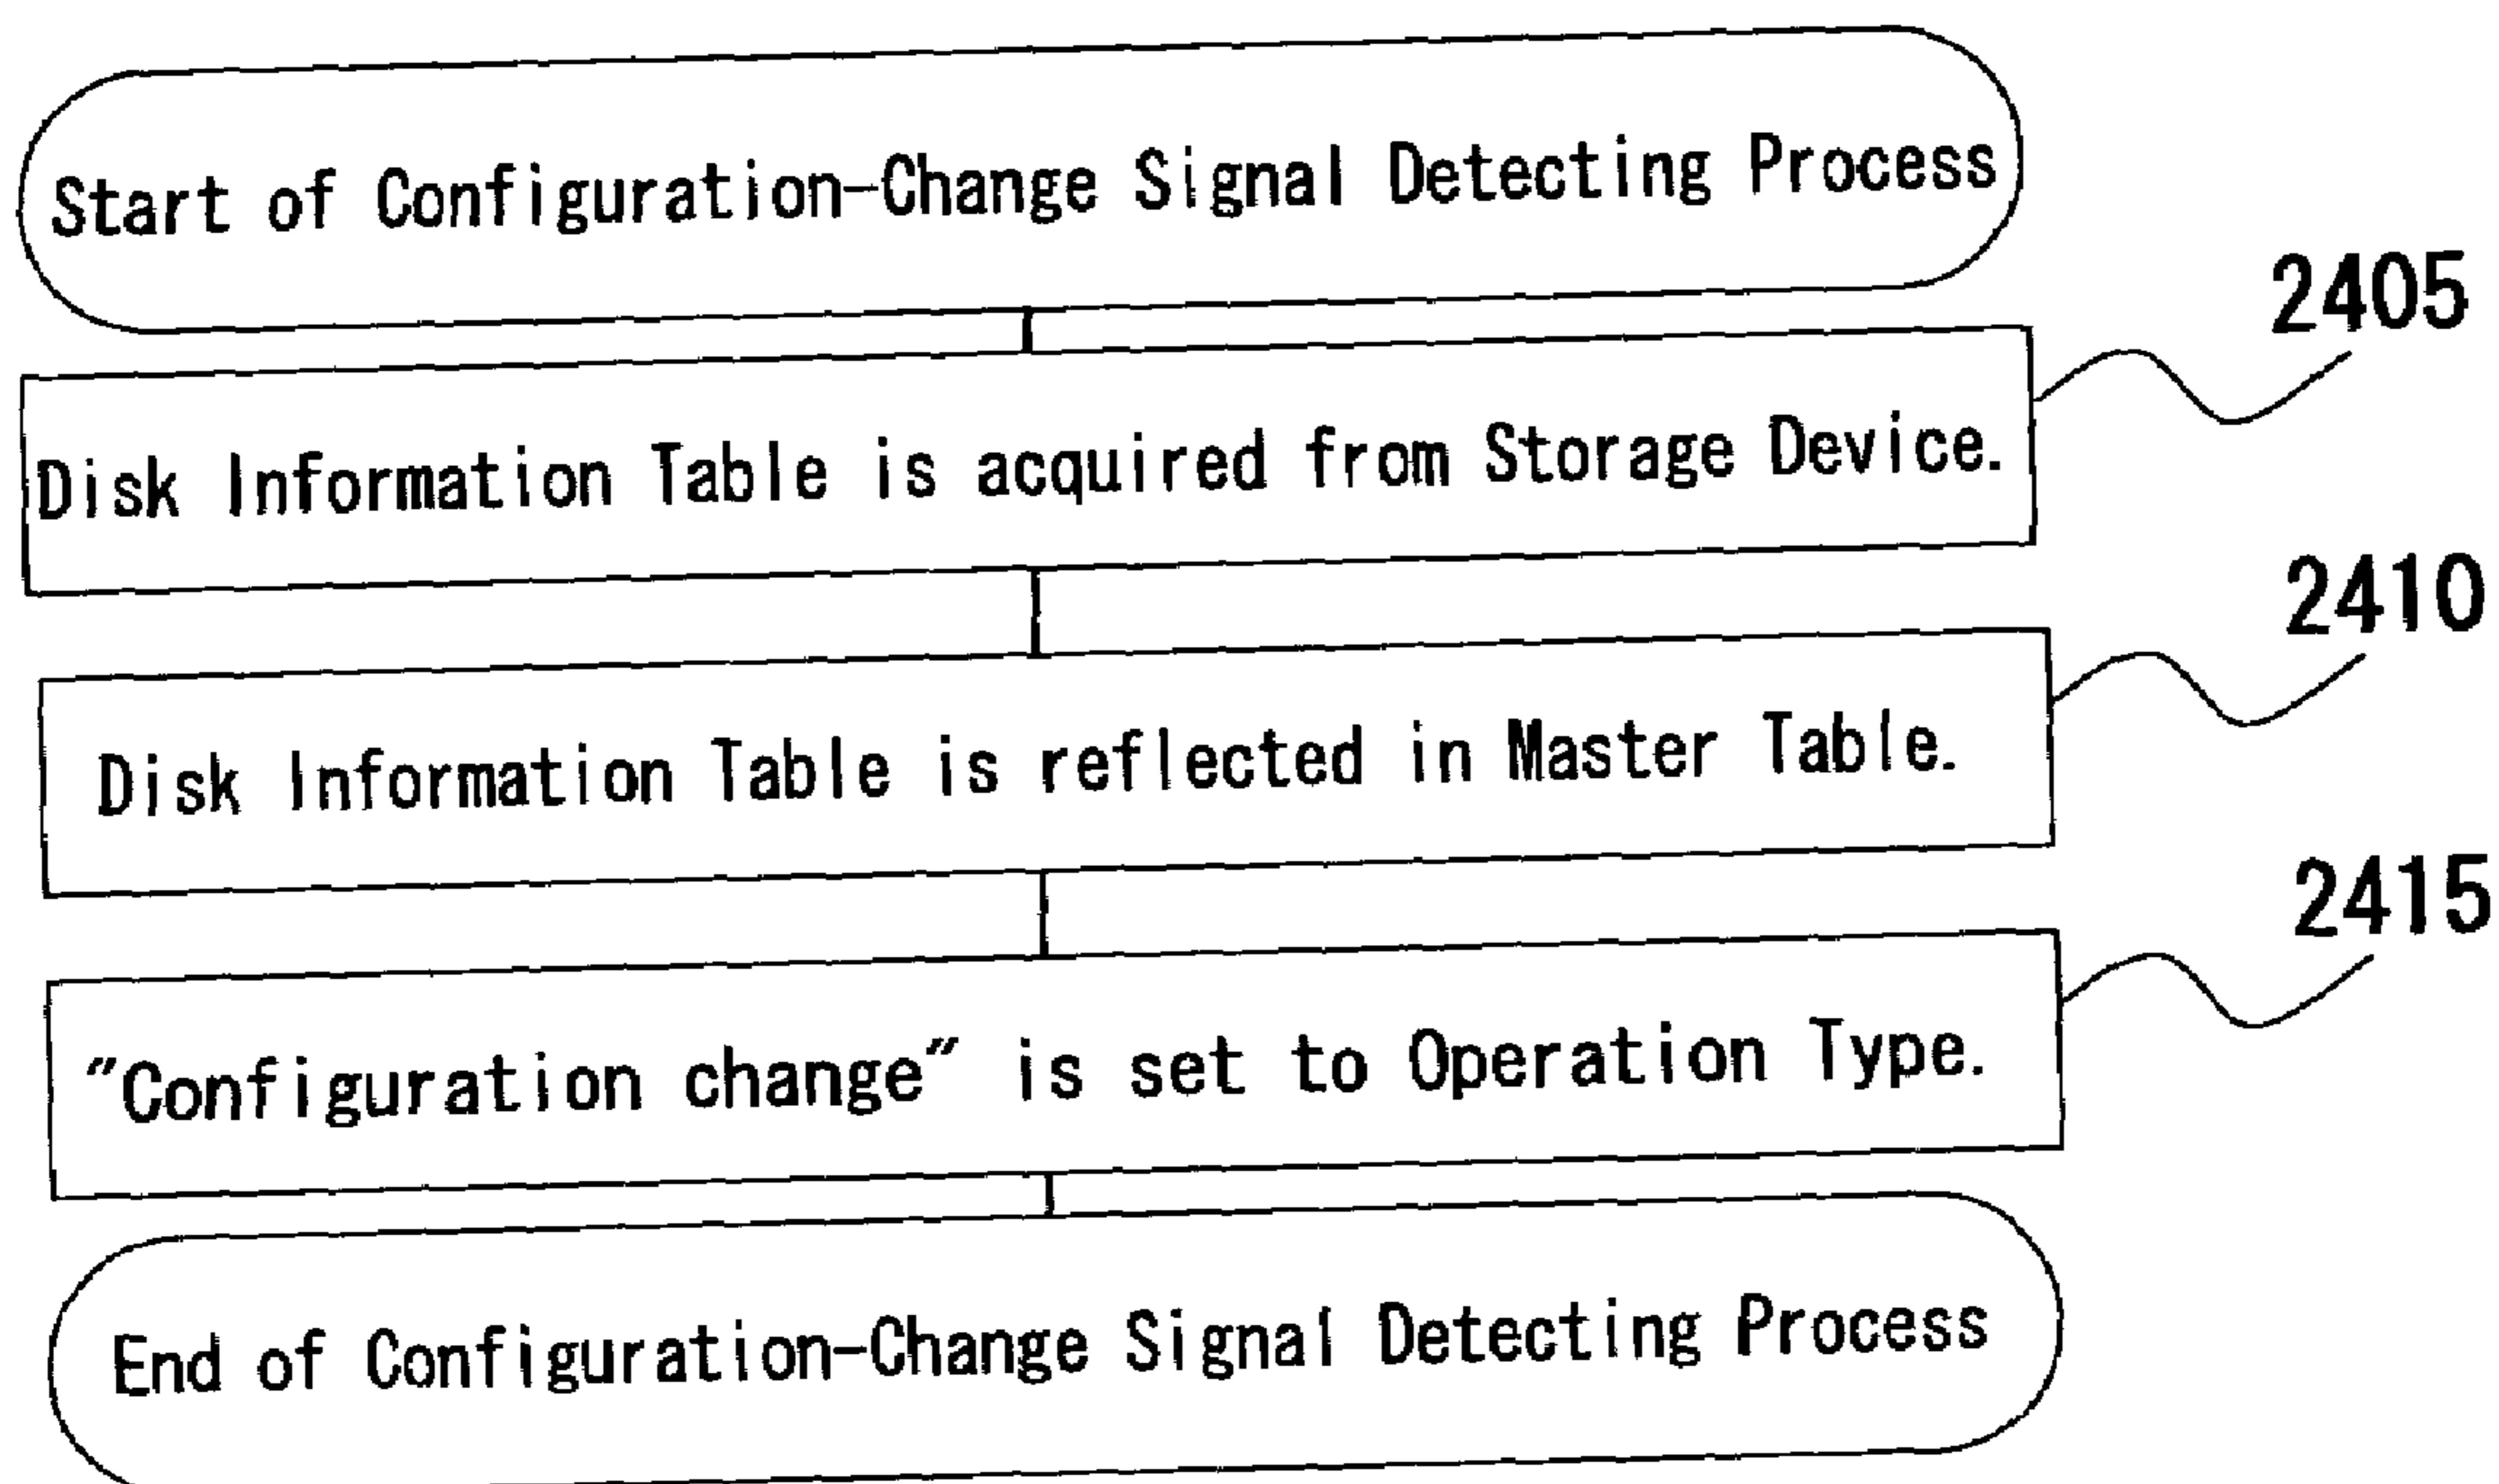 Start of Configuration-Change Signal Detecting Process
2405
Disk Information Table is acquired from Storage Device.
2410
Disk Information Table is reflected in Master Table.
2415
"Configuration change" is set to Operation Type.
End of Configuration-Change Signal Detecting Process